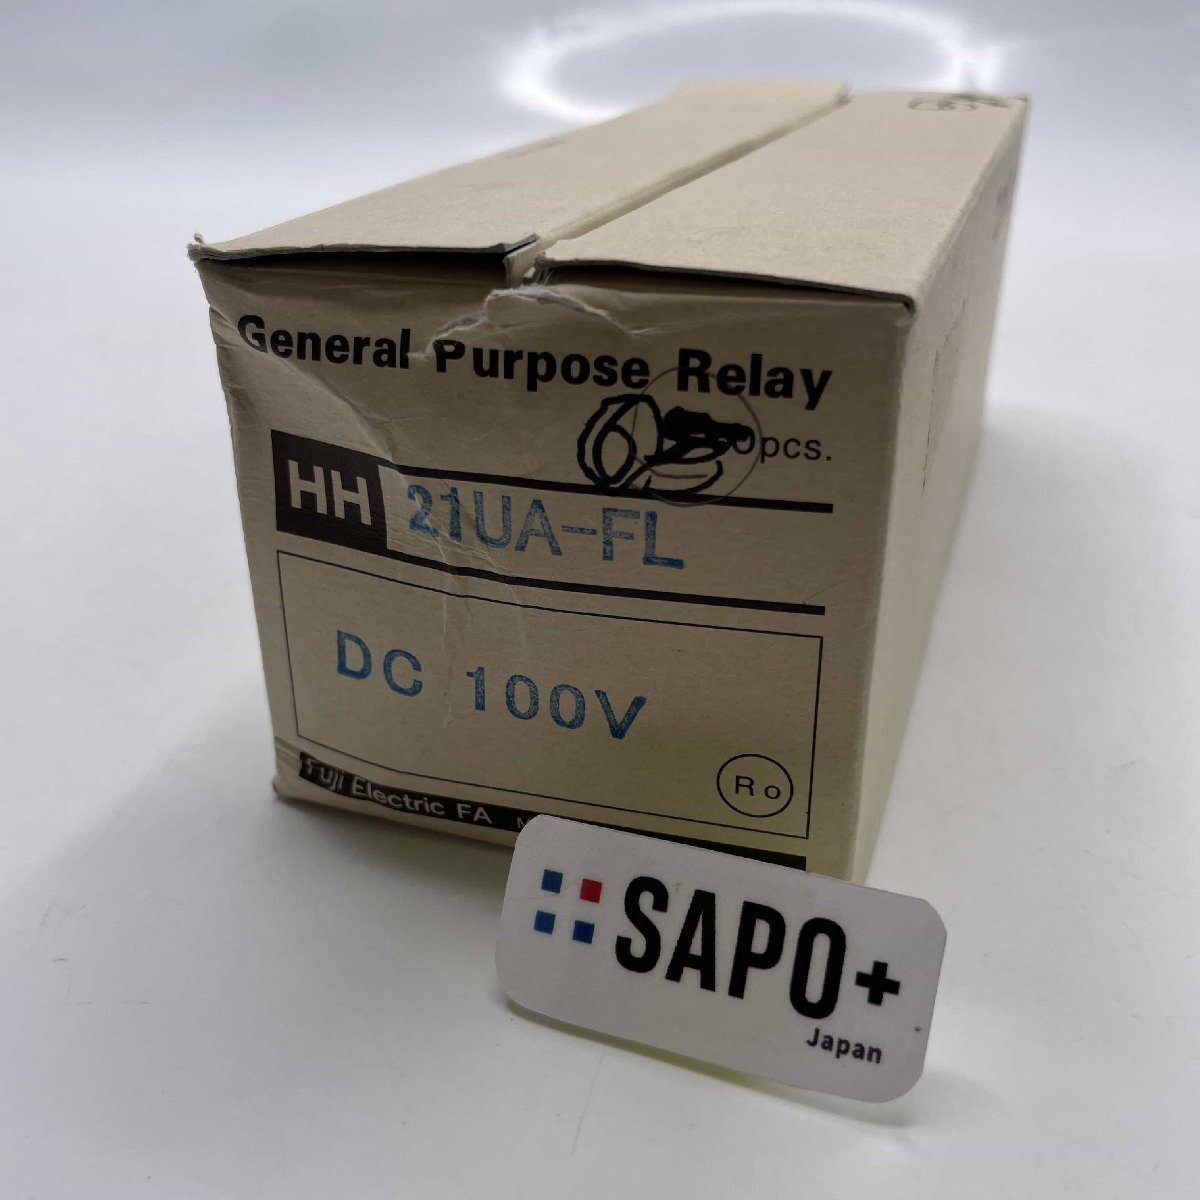 General Purpose Relay
pcs.
HH 21UA-FL
DC 100V
Ro
Fuji Electric FA
SAPO+
Japan